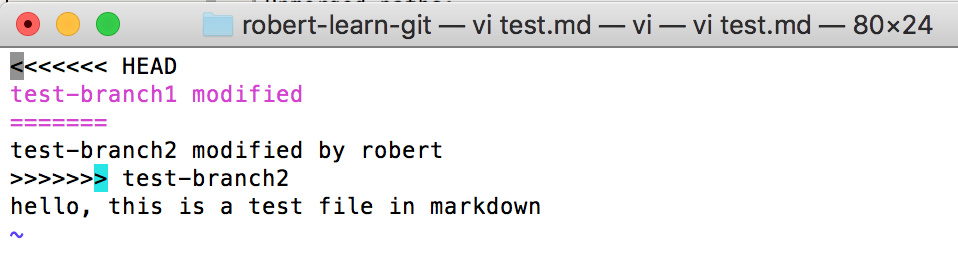 robert-learn-git — vi test.md — vi — vi test.md — 80×24
<<<<<<< HEAD
test-branch1 modified
=======
test-branch2 modified by robert
>>>>>>> test-branch2
hello, this is a test file in markdown
~